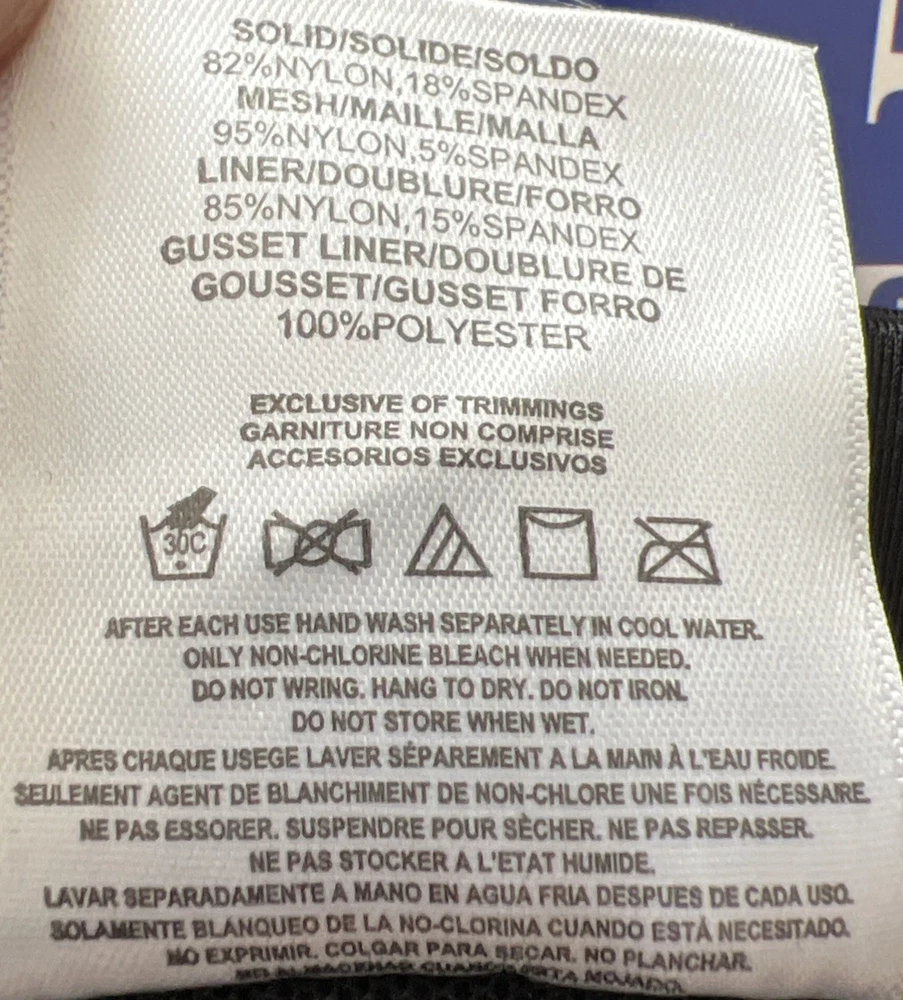 SOLID/SOLIDE/SOLDO
82%NYLON,18%SPANDEX
MESH/MAILLE/MALLA
95%NYLON,5%SPANDEX
LINER/DOUBLURE/FORRO
85%NYLON,15%SPANDEX
GUSSET LINER/DOUBLURE DE
GOUSSET/GUSSET FORRO
100%POLYESTER
EXCLUSIVE OF TRIMMINGS
GARNITURE NON COMPRISE
ACCESORIOS EXCLUSIVOS
30C
AFTER EACH USE HAND WASH SEPARATELY IN COOL WATER.
ONLY NON-CHLORINE BLEACH WHEN NEEDED.
DO NOT WRING. HANG TO DRY. DO NOT IRON.
DO NOT STORE WHEN WET.
APRES CHAQUE USEGE LAVER SÉPAREMENT A LA MAIN À L'EAU FROIDE.
SEULEMENT AGENT DE BLANCHIMENT DE NON-CHLORE UNE FOIS NÉCESSAIRE.
NE PAS ESSORER. SUSPENDRE POUR SÈCHER. NE PAS REPASSER.
NE PAS STOCKER A L'ETAT HUMIDE.
LAVAR SEPARADAMENTE A MANO EN AGUA FRIA DESPUES DE CADA USO.
SOLAMENTE BLANQUEO DE LA NO-CLORINA CUANDO ESTÀ NECESITADO.
NO EXPRIMIR. COLGAR PARA SECAR. NO PLANCHAR.
MOJADO.